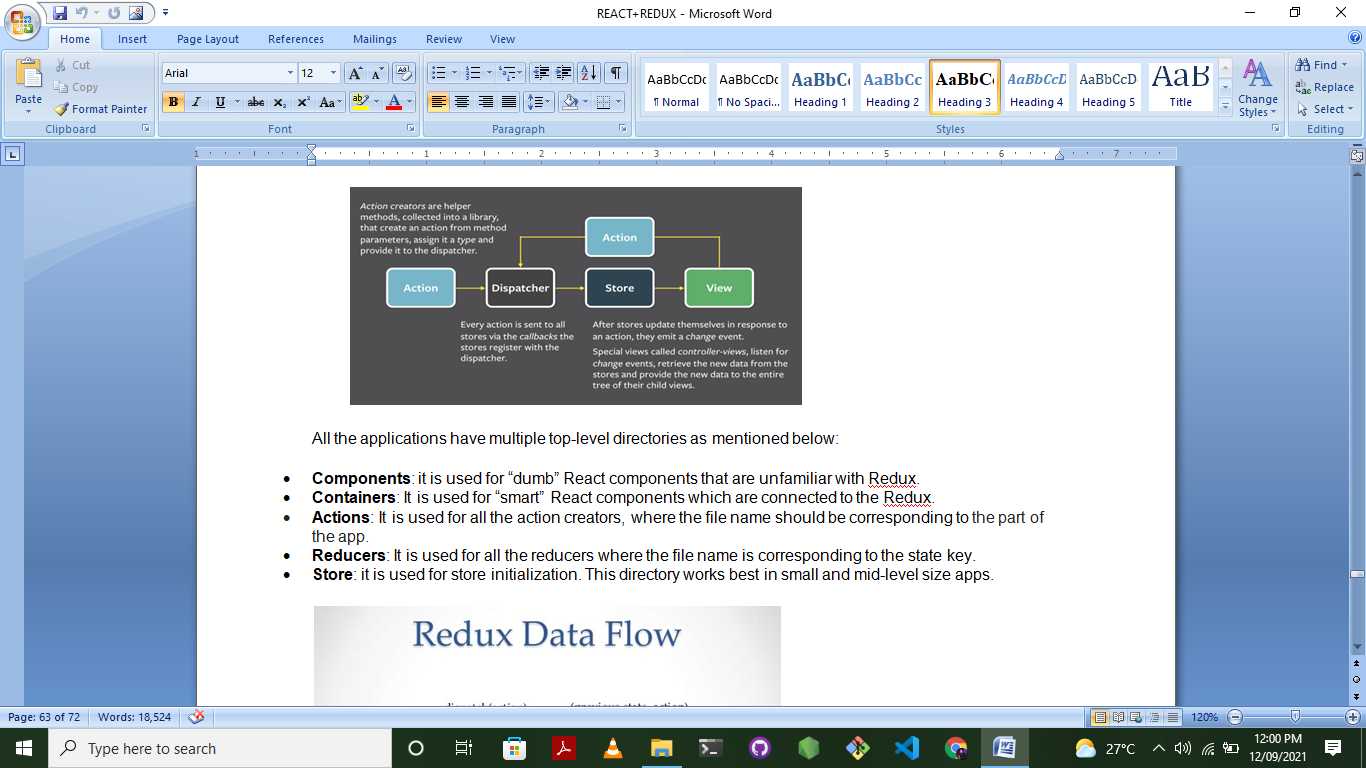 REACT+REDUX - Microsoft Word
Home Insert Page Layout References Mailings Review View
Paste
Cut
Copy
Format Painter
Clipboard
Arial 12
B I U abc x₂ x² Aa
A
Font
Paragraph
AaBbCcDc AaBbCcDc AaBbC AaBbCc AaBbC AaBbCcD AaBbCcD AaB
¶ Normal ¶ No Spaci... Heading 1 Heading 2 Heading 3 Heading 4 Heading 5 Title
Styles
Change
Styles
Find
Replace
Select
Editing
1 1 2 3 4 5 6 7
Action creators are helper
methods, collected into a library,
that create an action from method
parameters, assign it a type and
provide it to the dispatcher.
Action
Action Dispatcher Store View
Every action is sent to all
stores via the callbacks the
stores register with the
dispatcher.
After stores update themselves in response to
an action, they emit a change event.
Special views called controller-views, listen for
change events, retrieve the new data from the
stores and provide the new data to the entire
tree of their child views.
All the applications have multiple top-level directories as mentioned below:
• Components: it is used for “dumb” React components that are unfamiliar with Redux.
• Containers: It is used for “smart” React components which are connected to the Redux.
• Actions: It is used for all the action creators, where the file name should be corresponding to the part of
the app.
• Reducers: It is used for all the reducers where the file name is corresponding to the state key.
• Store: it is used for store initialization. This directory works best in small and mid-level size apps.
Redux Data Flow
Page: 63 of 72 Words: 18,524 120%
Type here to search
27°C
12:00 PM
12/09/2021